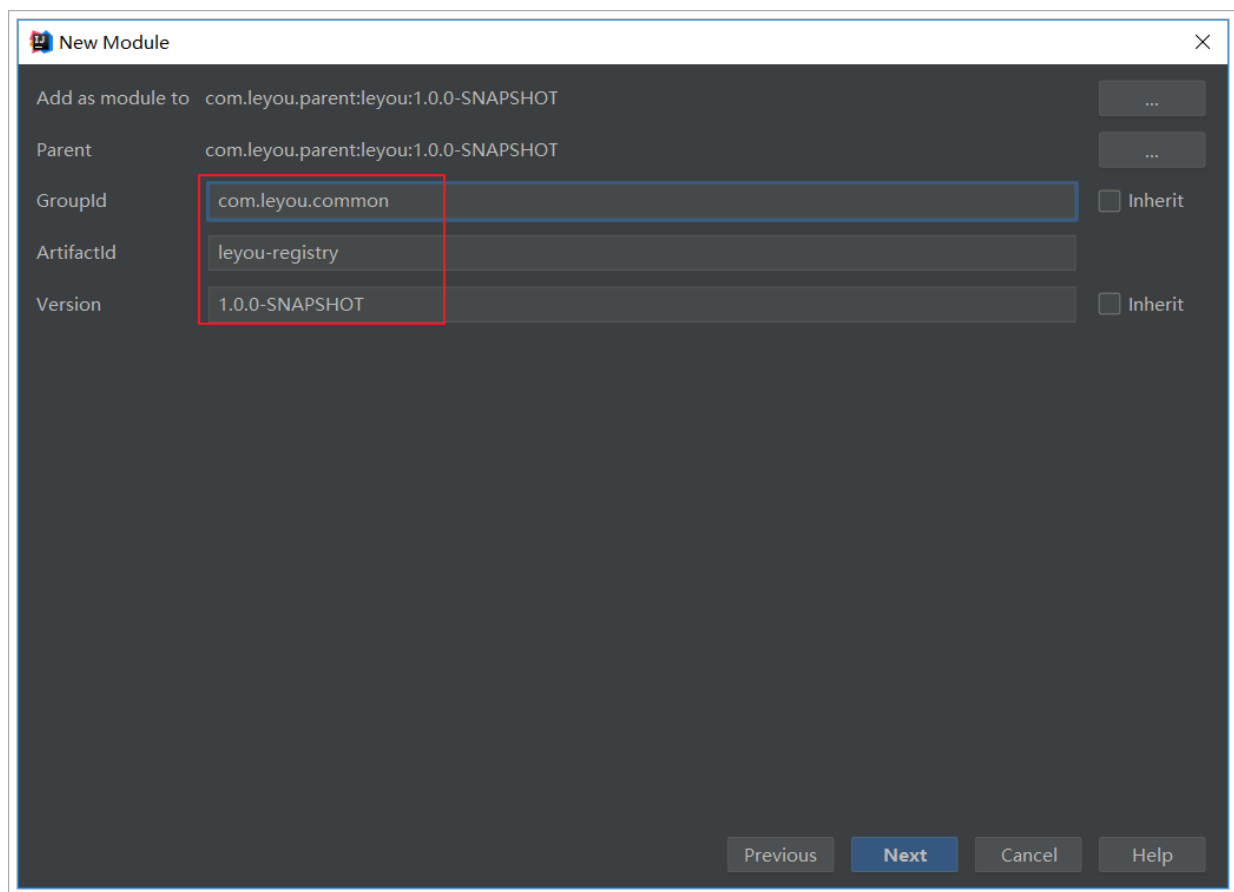 New Module
Add as module to com.leyou.parent:leyou:1.0.0-SNAPSHOT ...
Parent com.leyou.parent:leyou:1.0.0-SNAPSHOT ...
GroupId com.leyou.common Inherit
ArtifactId leyou-registry
Version 1.0.0-SNAPSHOT Inherit
Previous Next Cancel Help